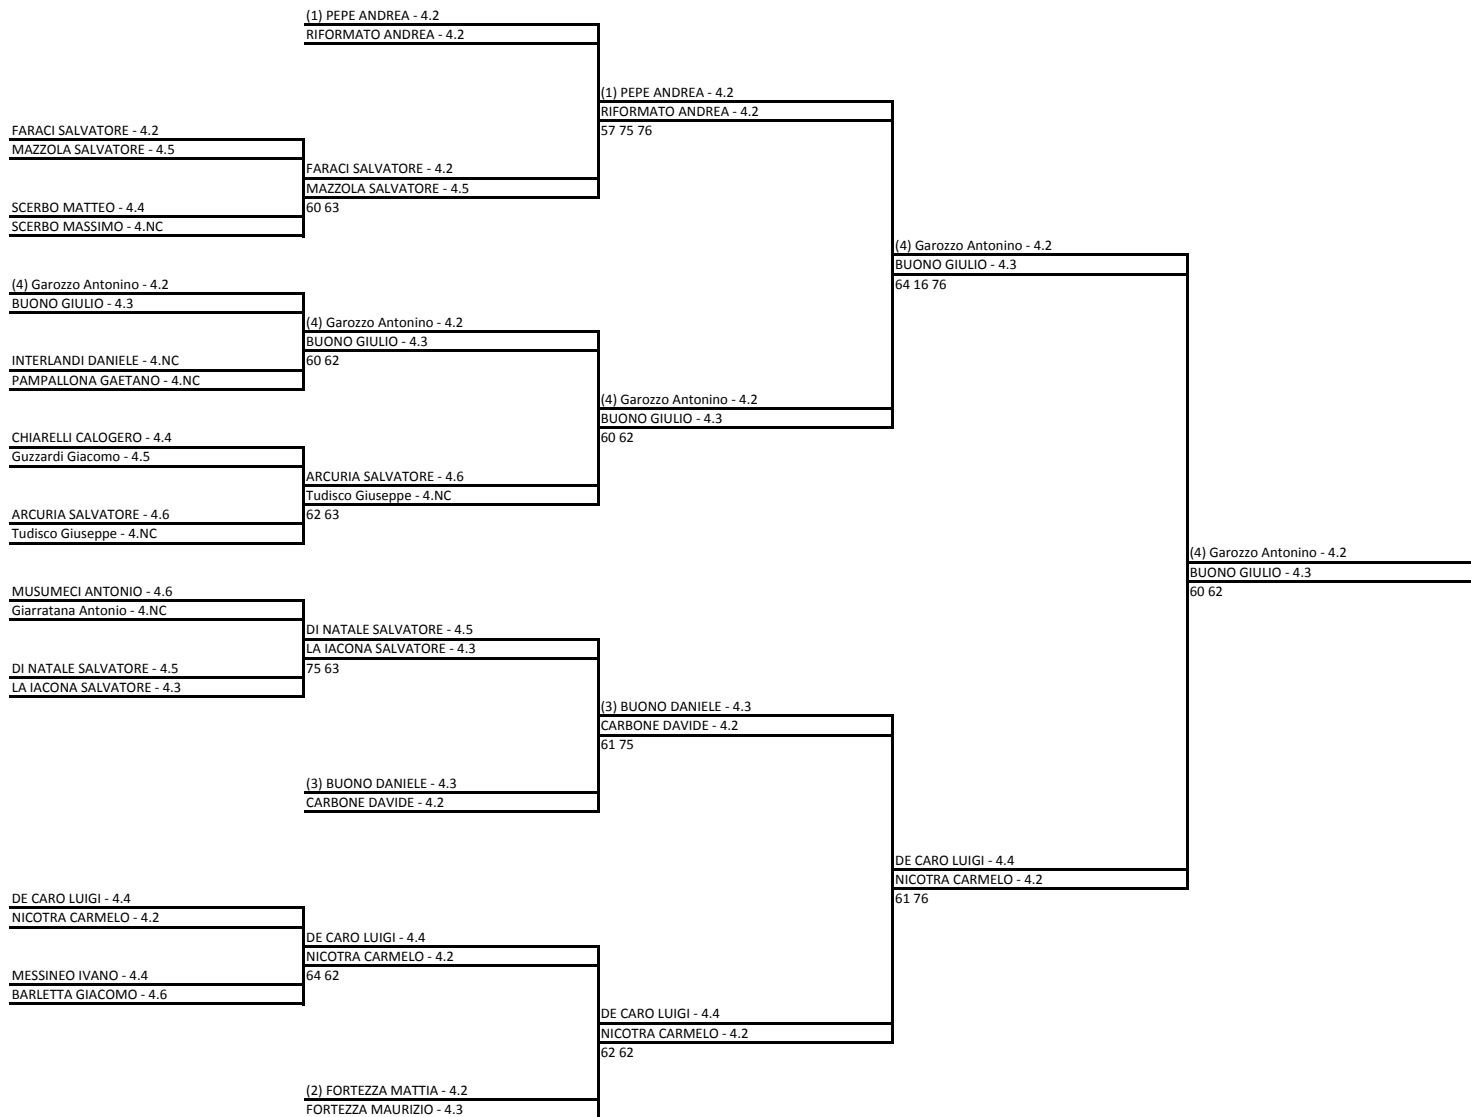 (1) PEPE ANDREA - 4.2
RIFORMATO ANDREA - 4.2
(1) PEPE ANDREA - 4.2
RIFORMATO ANDREA - 4.2
57 75 76
FARACI SALVATORE - 4.2
MAZZOLA SALVATORE - 4.5
FARACI SALVATORE - 4.2
MAZZOLA SALVATORE - 4.5
60 63
SCERBO MATTEO - 4.4
SCERBO MASSIMO - 4.NC
(4) Garozzo Antonino - 4.2
BUONO GIULIO - 4.3
64 16 76
(4) Garozzo Antonino - 4.2
BUONO GIULIO - 4.3
(4) Garozzo Antonino - 4.2
BUONO GIULIO - 4.3
60 62
INTERLANDI DANIELE - 4.NC
PAMPALLONA GAETANO - 4.NC
(4) Garozzo Antonino - 4.2
BUONO GIULIO - 4.3
60 62
CHIARELLI CALOGERO - 4.4
Guzzardi Giacomo - 4.5
ARCURIA SALVATORE - 4.6
Tudisco Giuseppe - 4.NC
62 63
ARCURIA SALVATORE - 4.6
Tudisco Giuseppe - 4.NC
(4) Garozzo Antonino - 4.2
BUONO GIULIO - 4.3
60 62
MUSUMECI ANTONIO - 4.6
Giarratana Antonio - 4.NC
DI NATALE SALVATORE - 4.5
LA IACONA SALVATORE - 4.3
75 63
DI NATALE SALVATORE - 4.5
LA IACONA SALVATORE - 4.3
(3) BUONO DANIELE - 4.3
CARBONE DAVIDE - 4.2
61 75
(3) BUONO DANIELE - 4.3
CARBONE DAVIDE - 4.2
DE CARO LUIGI - 4.4
NICOTRA CARMELO - 4.2
61 76
DE CARO LUIGI - 4.4
NICOTRA CARMELO - 4.2
DE CARO LUIGI - 4.4
NICOTRA CARMELO - 4.2
64 62
MESSINEO IVANO - 4.4
BARLETTA GIACOMO - 4.6
DE CARO LUIGI - 4.4
NICOTRA CARMELO - 4.2
62 62
(2) FORTEZZA MATTIA - 4.2
FORTEZZA MAURIZIO - 4.3